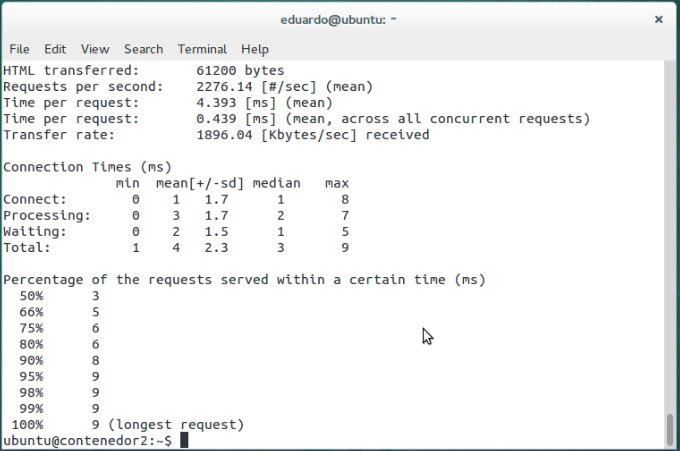 eduardo@ubuntu: ~
File Edit View Search Terminal Help
HTML transferred:       61200 bytes
Requests per second:    2276.14 [#/sec] (mean)
Time per request:       4.393 [ms] (mean)
Time per request:       0.439 [ms] (mean, across all concurrent requests)
Transfer rate:          1896.04 [Kbytes/sec] received
Connection Times (ms)
              min  mean[+/-sd] median   max
Connect:        0    1   1.7      1       8
Processing:     0    3   1.7      2       7
Waiting:        0    2   1.5      1       5
Total:          1    4   2.3      3       9
Percentage of the requests served within a certain time (ms)
  50%      3
  66%      5
  75%      6
  80%      6
  90%      8
  95%      9
  98%      9
  99%      9
 100%      9 (longest request)
ubuntu@contenedor2:~$